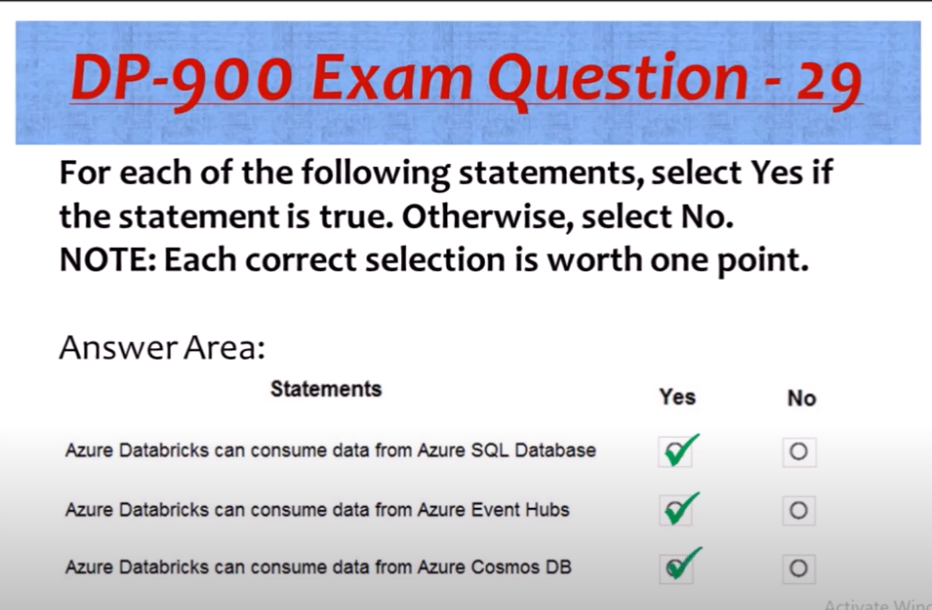 DP-900 Exam Question - 29
For each of the following statements, select Yes if
the statement is true. Otherwise, select No.
NOTE: Each correct selection is worth one point.
Answer Area:
Statements Yes No
Azure Databricks can consume data from Azure SQL Database
Azure Databricks can consume data from Azure Event Hubs
Azure Databricks can consume data from Azure Cosmos DB
Activate Wind